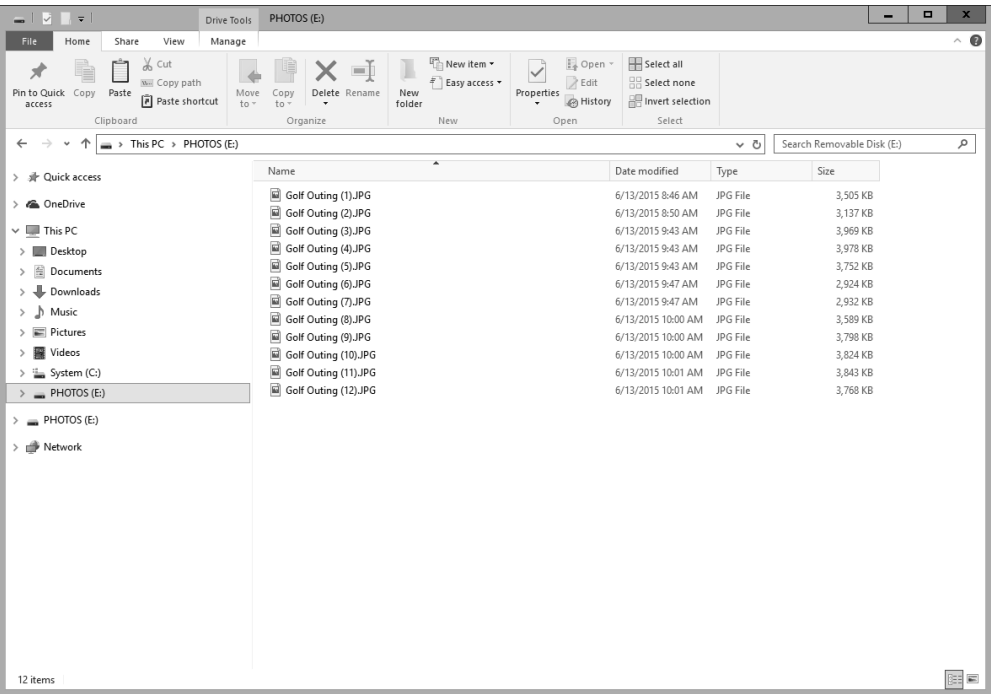 Drive Tools PHOTOS (E:)
File Home Share View Manage
Pin to Quick access
Copy
Paste
Cut
Copy path
Paste shortcut
Clipboard
Move to
Copy to
Delete
Rename
Organize
New folder
New item
Easy access
New
Properties
Open
Edit
History
Open
Select all
Select none
Invert selection
Select
This PC > PHOTOS (E:)
Search Removable Disk (E:)
Quick access
OneDrive
This PC
Desktop
Documents
Downloads
Music
Pictures
Videos
System (C:)
PHOTOS (E:)
PHOTOS (E:)
Network
Name Date modified Type Size
Golf Outing (1).JPG 6/13/2015 8:46 AM JPG File 3,505 KB
Golf Outing (2).JPG 6/13/2015 8:50 AM JPG File 3,137 KB
Golf Outing (3).JPG 6/13/2015 9:43 AM JPG File 3,969 KB
Golf Outing (4).JPG 6/13/2015 9:43 AM JPG File 3,978 KB
Golf Outing (5).JPG 6/13/2015 9:43 AM JPG File 3,752 KB
Golf Outing (6).JPG 6/13/2015 9:47 AM JPG File 2,924 KB
Golf Outing (7).JPG 6/13/2015 9:47 AM JPG File 2,932 KB
Golf Outing (8).JPG 6/13/2015 10:00 AM JPG File 3,589 KB
Golf Outing (9).JPG 6/13/2015 10:00 AM JPG File 3,798 KB
Golf Outing (10).JPG 6/13/2015 10:00 AM JPG File 3,824 KB
Golf Outing (11).JPG 6/13/2015 10:01 AM JPG File 3,843 KB
Golf Outing (12).JPG 6/13/2015 10:01 AM JPG File 3,768 KB
12 items